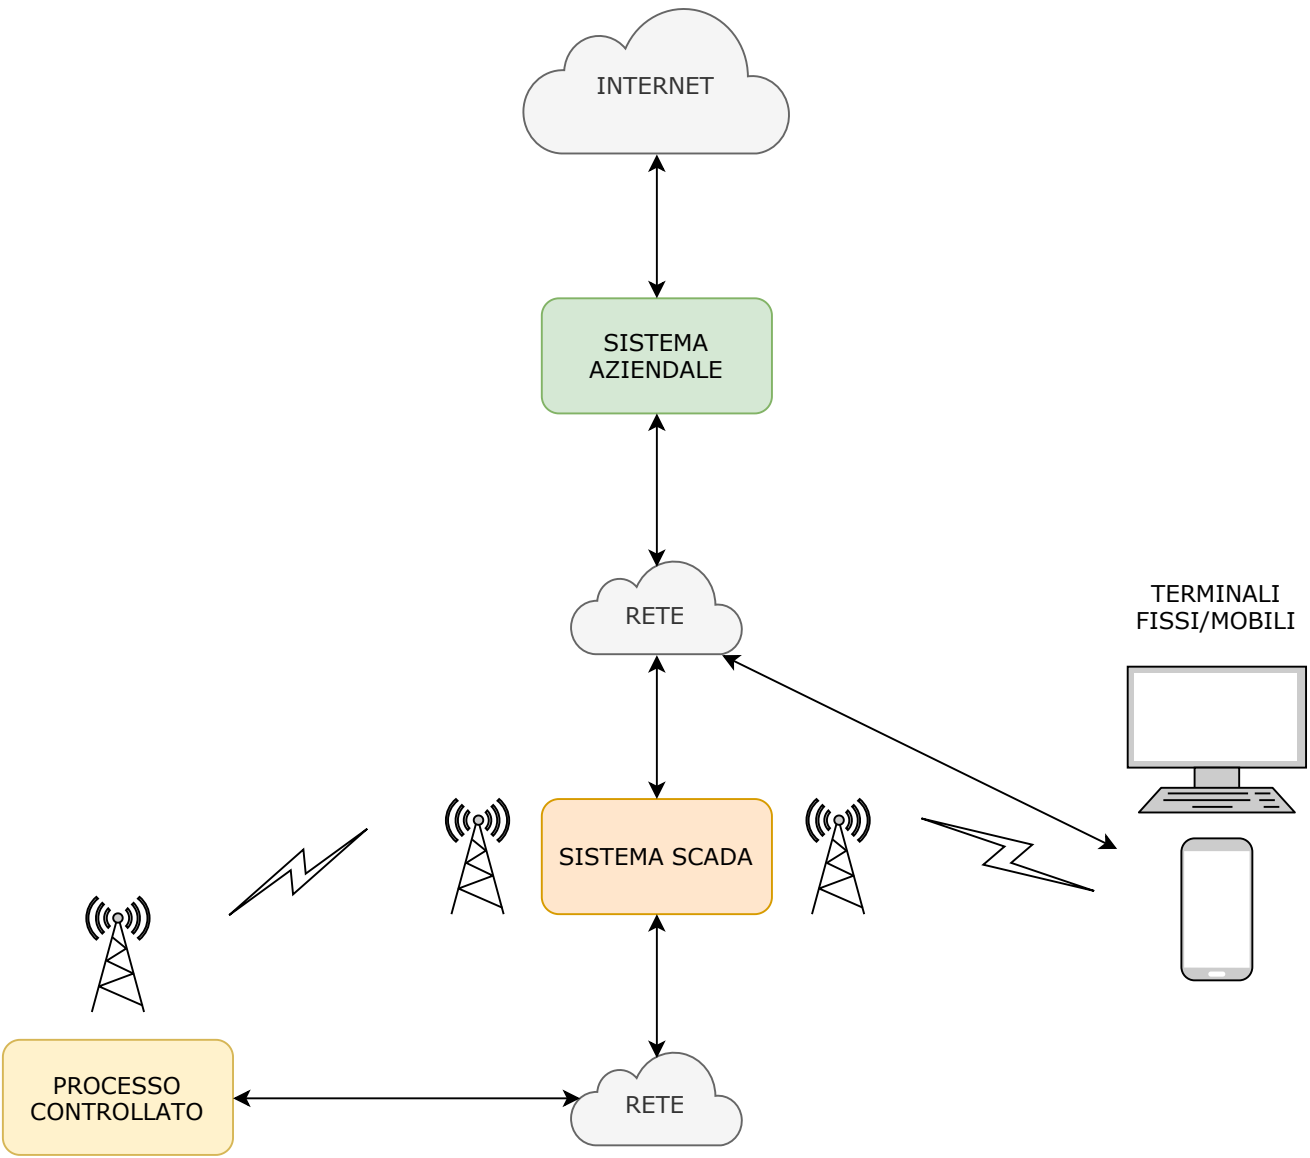 INTERNET
SISTEMA
AZIENDALE
RETE
TERMINALI
FISSI/MOBILI
SISTEMA SCADA
PROCESSO
CONTROLLATO
RETE